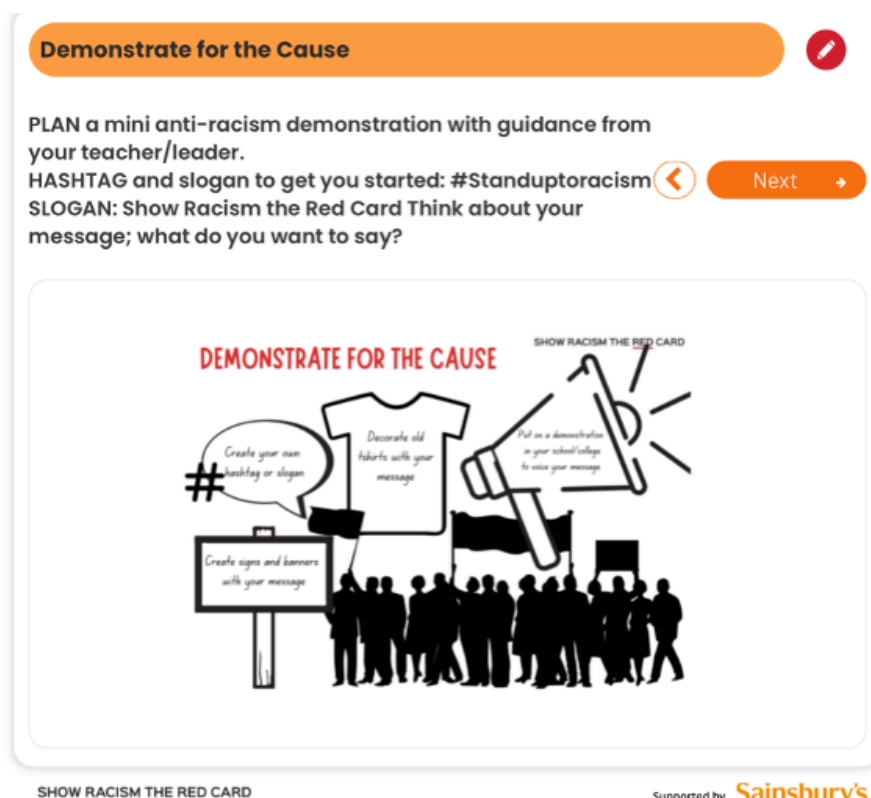 Demonstrate for the Cause
PLAN a mini anti-racism demonstration with guidance from
your teacher/leader.
HASHTAG and slogan to get you started: #Standuptoracism
SLOGAN: Show Racism the Red Card Think about your
message; what do you want to say?
Next
DEMONSTRATE FOR THE CAUSE
SHOW RACISM THE RED CARD
Create your own
hashtag or slogan
#
Decorate old
tshirts with your
message
Put on a demonstration
in your school/college
to voice your message
Create signs and banners
with your message
SHOW RACISM THE RED CARD
Supported by Sainsbury's